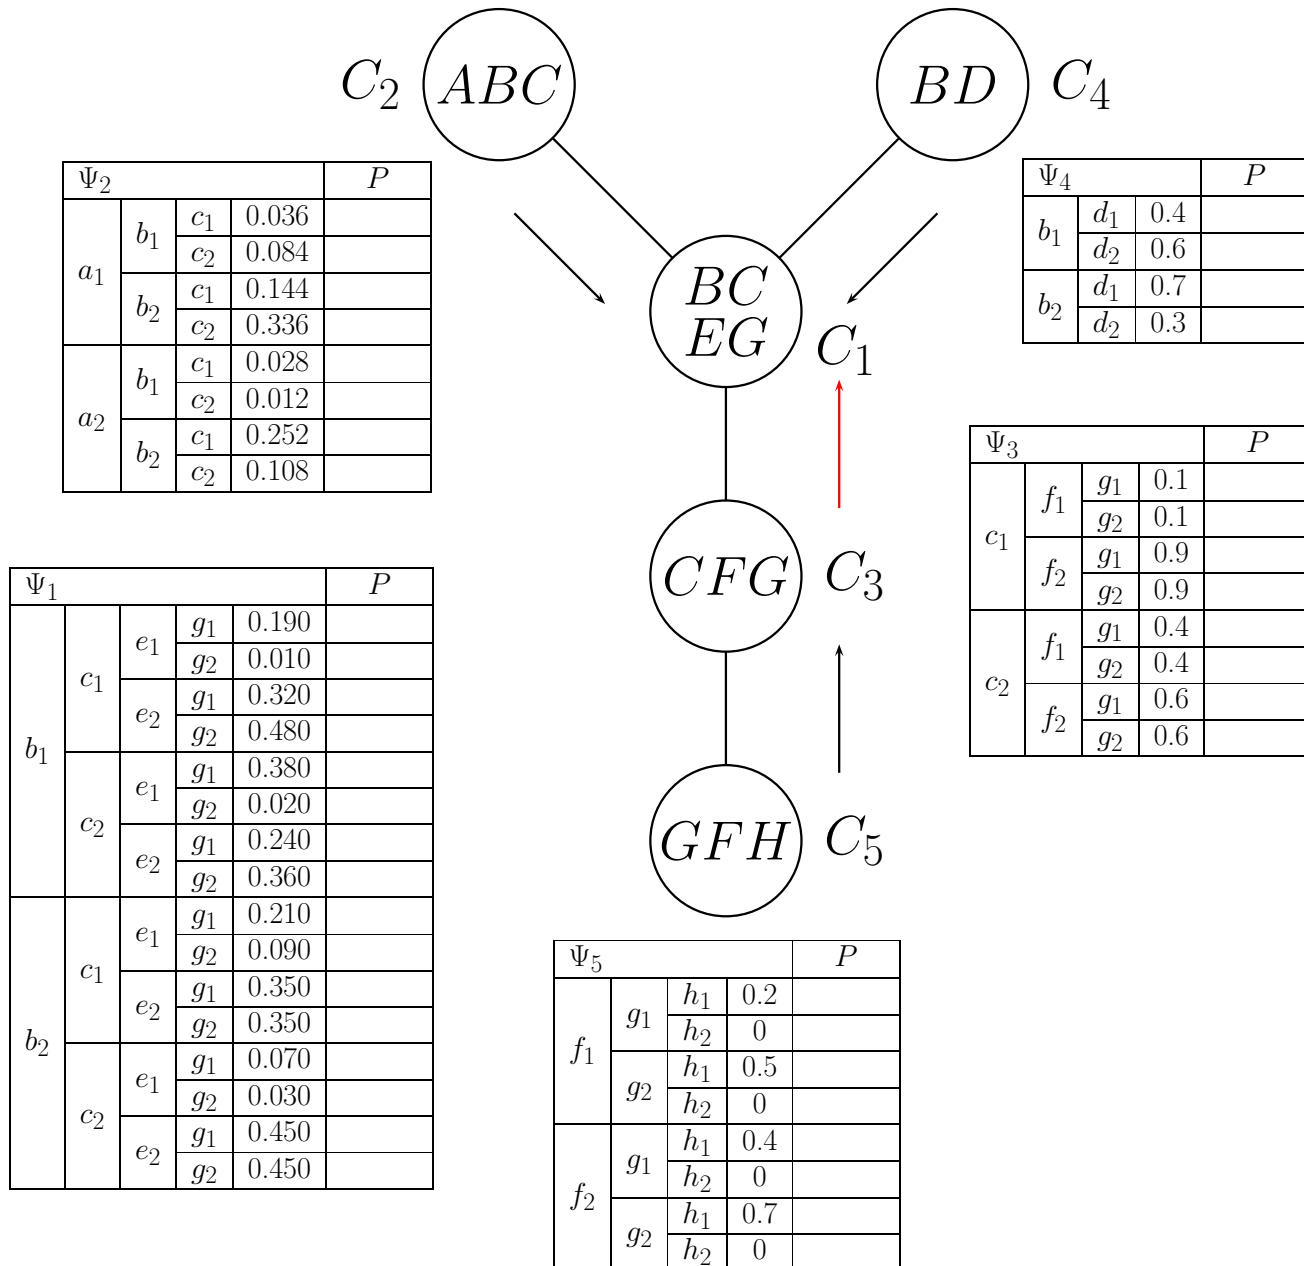 C₂ ABC
BD C₄
Ψ₂ P
a₁ b₁ c₁ 0.036
c₂ 0.084
b₂ c₁ 0.144
c₂ 0.336
a₂ b₁ c₁ 0.028
c₂ 0.012
b₂ c₁ 0.252
c₂ 0.108
Ψ₄ P
b₁ d₁ 0.4
d₂ 0.6
b₂ d₁ 0.7
d₂ 0.3
BC
EG
C₁
Ψ₃ P
c₁ f₁ g₁ 0.1
g₂ 0.1
f₂ g₁ 0.9
g₂ 0.9
c₂ f₁ g₁ 0.4
g₂ 0.4
f₂ g₁ 0.6
g₂ 0.6
CFG C₃
Ψ₁ P
b₁ c₁ e₁ g₁ 0.190
g₂ 0.010
e₂ g₁ 0.320
g₂ 0.480
c₂ e₁ g₁ 0.380
g₂ 0.020
e₂ g₁ 0.240
g₂ 0.360
b₂ c₁ e₁ g₁ 0.210
g₂ 0.090
e₂ g₁ 0.350
g₂ 0.350
c₂ e₁ g₁ 0.070
g₂ 0.030
e₂ g₁ 0.450
g₂ 0.450
GFH C₅
Ψ₅ P
f₁ g₁ h₁ 0.2
h₂ 0
g₂ h₁ 0.5
h₂ 0
f₂ g₁ h₁ 0.4
h₂ 0
g₂ h₁ 0.7
h₂ 0